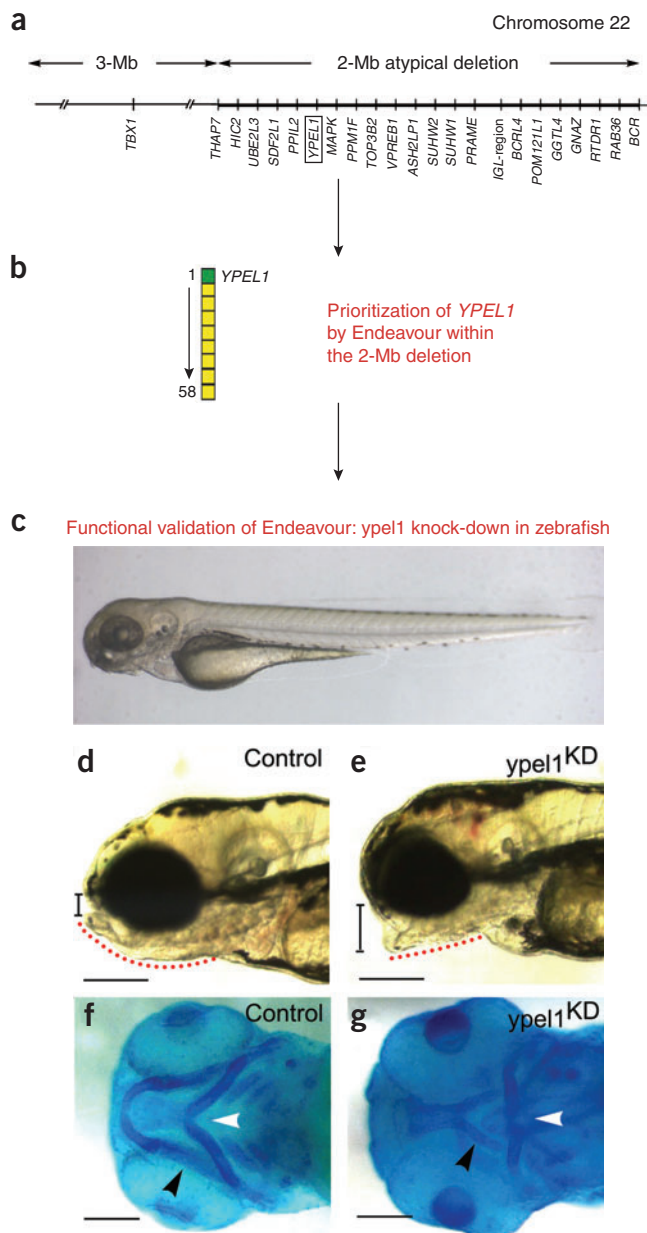 a
Chromosome 22
3-Mb
2-Mb atypical deletion
TBX1
THAP7
HIC2
UBE2L3
SDF2L1
PPIL2
YPEL1
MAPK
PPM1F
TOP3B2
VPREB1
ASH2LP1
SUHW2
SUHW1
PRAME
IGL-region
BCRL4
POM121L1
GGTL4
GNAZ
RTDR1
RAB36
BCR
b
1
YPEL1
58
Prioritization of YPEL1
by Endeavour within
the 2-Mb deletion
c
Functional validation of Endeavour: ypel1 knock-down in zebrafish
d
Control
e
ypel1KD
f
Control
g
ypel1KD